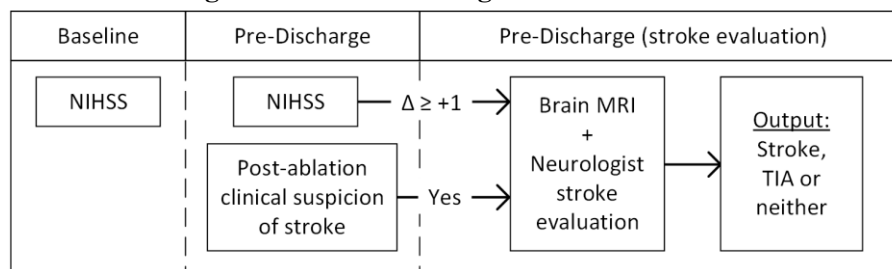 Baseline
Pre-Discharge
Pre-Discharge (stroke evaluation)
NIHSS
NIHSS
Δ ≥ +1
Post-ablation
clinical suspicion
of stroke
Yes
Brain MRI
+
Neurologist
stroke
evaluation
Output:
Stroke,
TIA or
neither